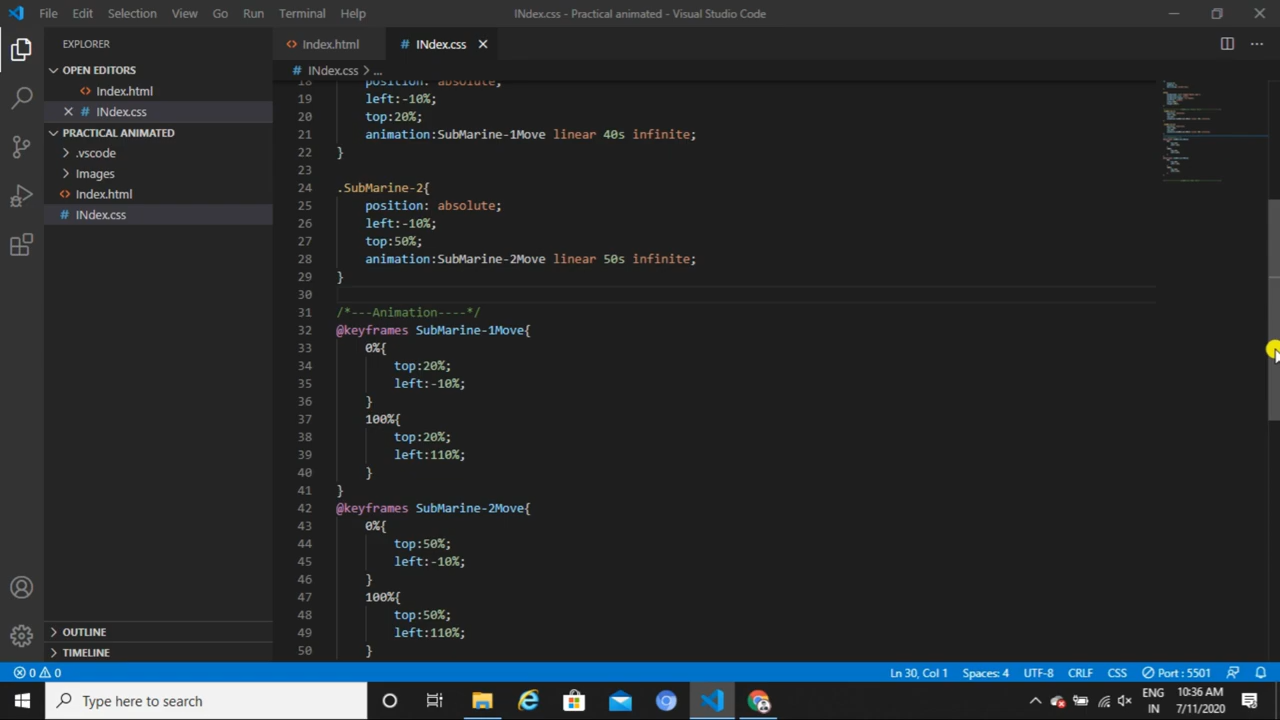 File Edit Selection View Go Run Terminal Help
INdex.css - Practical animated - Visual Studio Code
EXPLORER
OPEN EDITORS
Index.html
INdex.css
PRACTICAL ANIMATED
.vscode
Images
Index.html
INdex.css
OUTLINE
TIMELINE
Index.html
INdex.css
INdex.css > ...
18 position: absolute;
19 left:-10%;
20 top:20%;
21 animation:SubMarine-1Move linear 40s infinite;
22 }
23
24 .SubMarine-2{
25 position: absolute;
26 left:-10%;
27 top:50%;
28 animation:SubMarine-2Move linear 50s infinite;
29 }
30
31 /*---Animation----*/
32 @keyframes SubMarine-1Move{
33 0%{
34 top:20%;
35 left:-10%;
36 }
37 100%{
38 top:20%;
39 left:110%;
40 }
41 }
42 @keyframes SubMarine-2Move{
43 0%{
44 top:50%;
45 left:-10%;
46 }
47 100%{
48 top:50%;
49 left:110%;
50 }
0 0
Ln 30, Col 1 Spaces: 4 UTF-8 CRLF CSS Port : 5501
Type here to search
ENG
IN
10:36 AM
7/11/2020